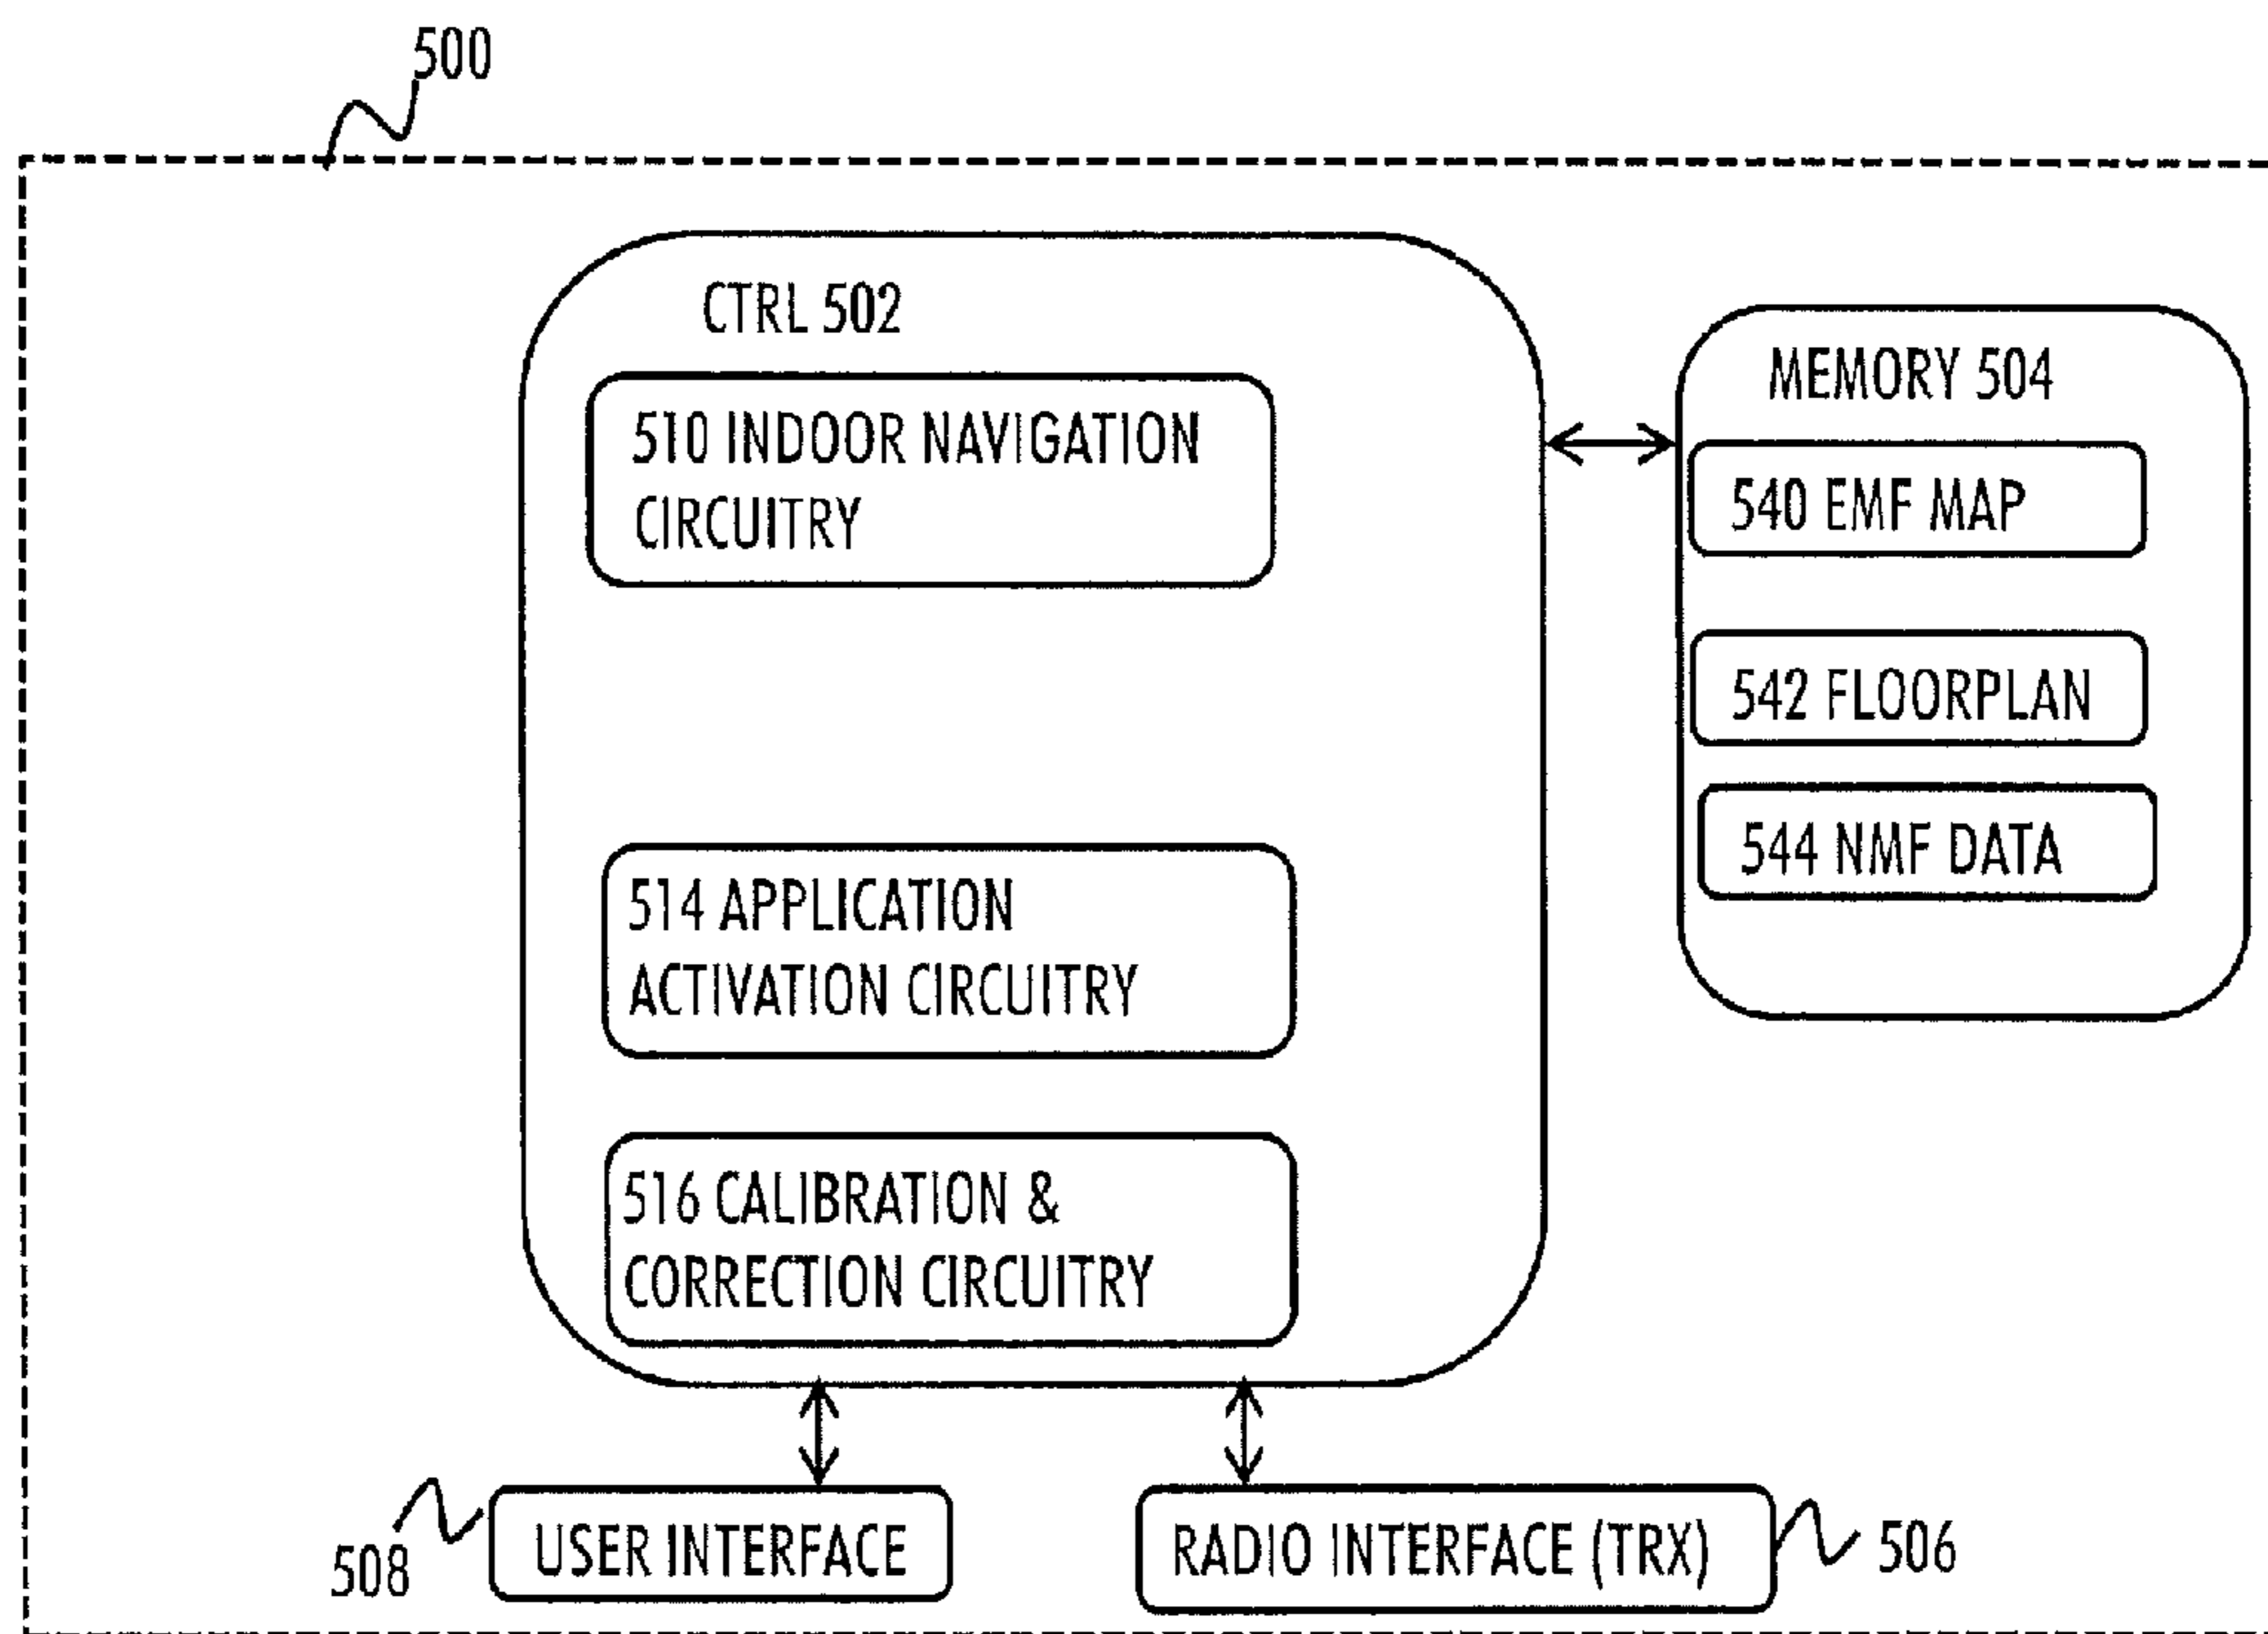 500
CTRL 502
510 INDOOR NAVIGATION
CIRCUITRY
514 APPLICATION
ACTIVATION CIRCUITRY
516 CALIBRATION &
CORRECTION CIRCUITRY
MEMORY 504
540 EMF MAP
542 FLOORPLAN
544 NMF DATA
508
USER INTERFACE
RADIO INTERFACE (TRX)
506